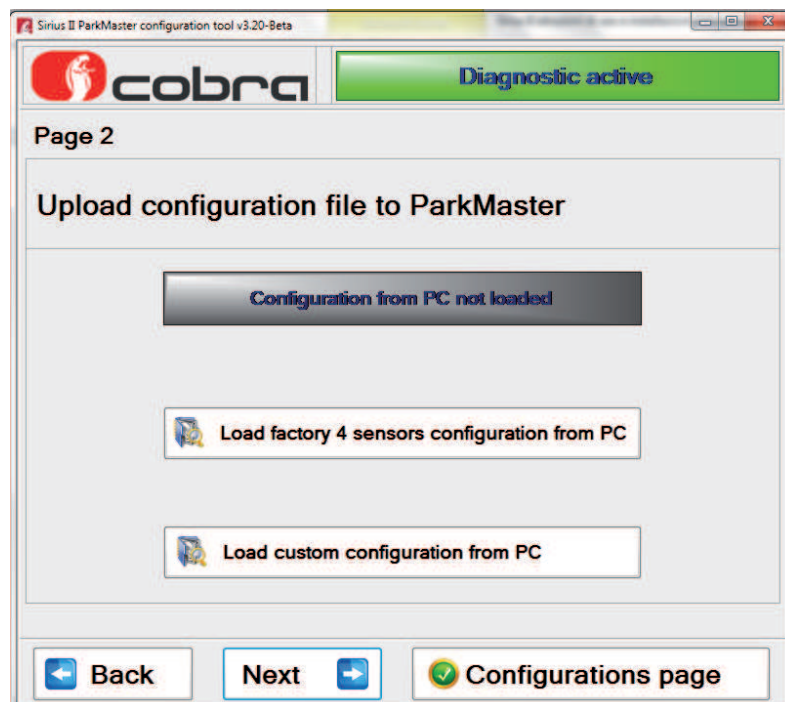 Sirius II ParkMaster configuration tool v3.20-Beta
cobra
Diagnostic active
Page 2
Upload configuration file to ParkMaster
Configuration from PC not loaded
Load factory 4 sensors configuration from PC
Load custom configuration from PC
Back
Next
Configurations page